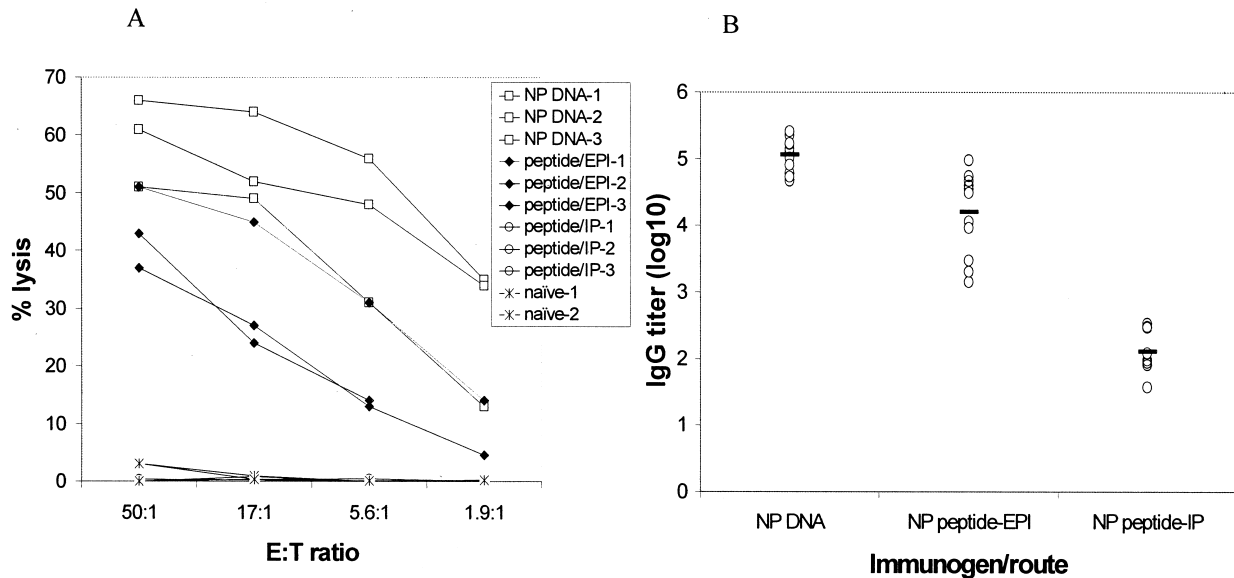 A
70
60
50
40
30
20
10
0
% lysis
50:1
17:1
5.6:1
1.9:1
E:T ratio
NP DNA-1
NP DNA-2
NP DNA-3
peptide/EPI-1
peptide/EPI-2
peptide/EPI-3
peptide/IP-1
peptide/IP-2
peptide/IP-3
naïve-1
naïve-2
B
6
5
4
3
2
1
0
IgG titer (log10)
NP DNA
NP peptide-EPI
NP peptide-IP
Immunogen/route